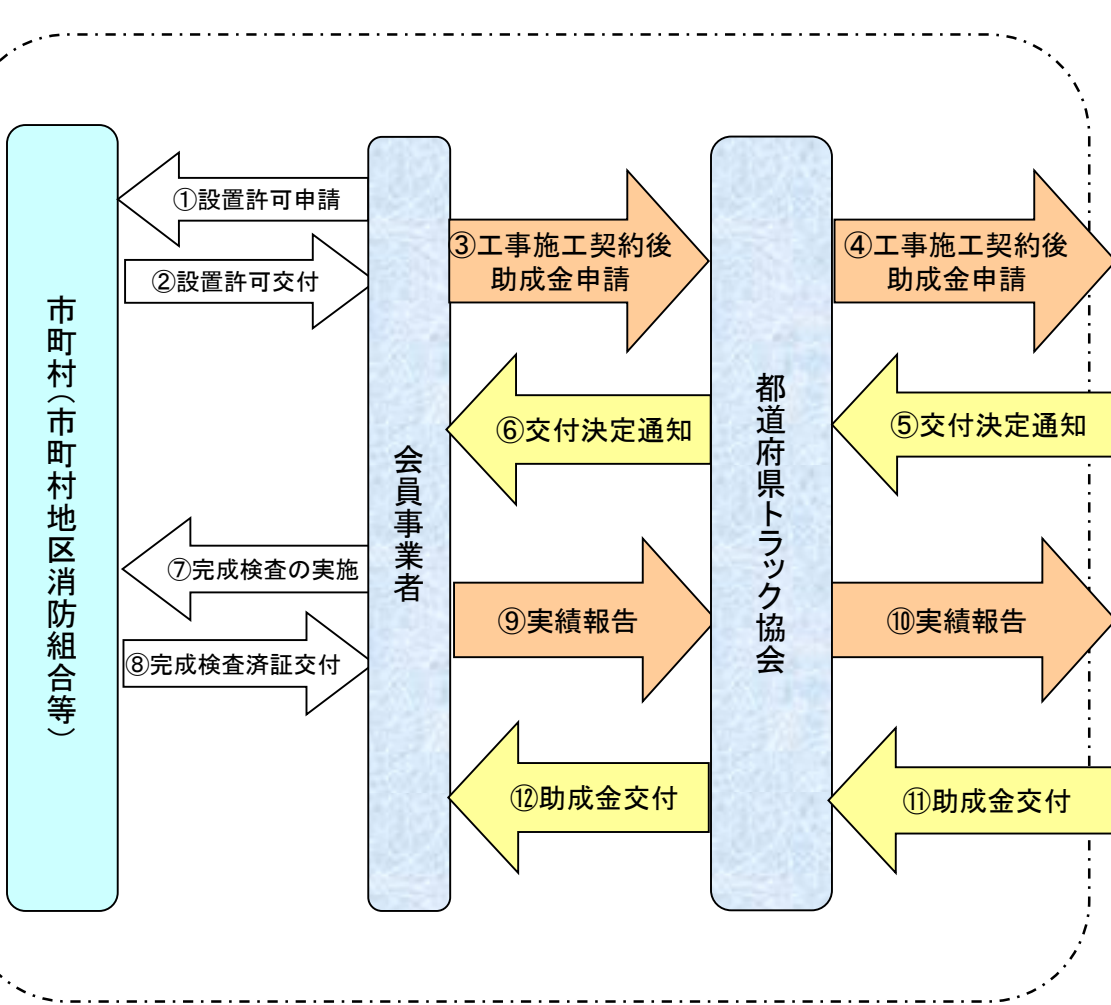 市町村（市町村地区消防組合等）
①設置許可申請
②設置許可交付
⑦完成検査の実施
⑧完成検査済証交付
会員事業者
③工事施工契約後
助成金申請
⑥交付決定通知
⑨実績報告
⑫助成金交付
都道府県トラック協会
④工事施工契約後
助成金申請
⑤交付決定通知
⑩実績報告
⑪助成金交付